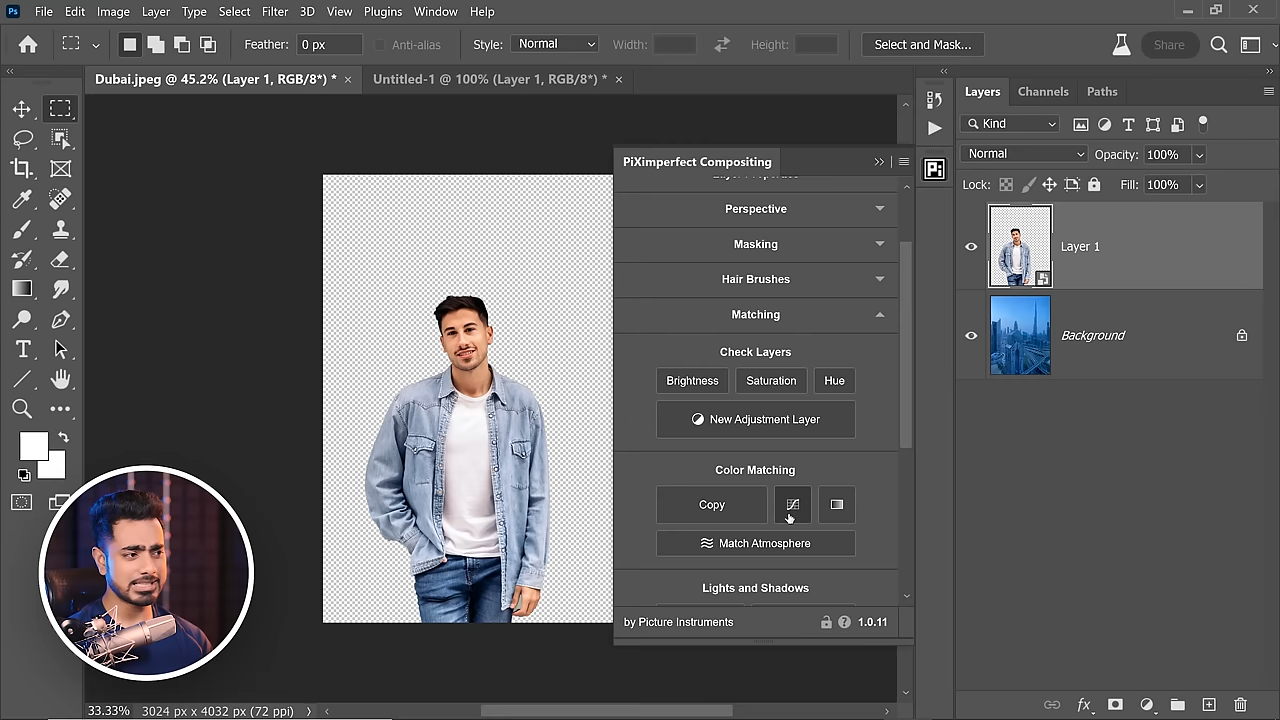 Ps File Edit Image Layer Type Select Filter 3D View Plugins Window Help
Feather: 0 px Anti-alias Style: Normal Width: Height: Select and Mask... Share
Dubai.jpeg @ 45.2% (Layer 1, RGB/8*) * × Untitled-1 @ 100% (Layer 1, RGB/8*) * ×
PiXimperfect Compositing
Perspective
Masking
Hair Brushes
Matching
Check Layers
Brightness Saturation Hue
New Adjustment Layer
Color Matching
Copy
Match Atmosphere
Lights and Shadows
by Picture Instruments 1.0.11
Pi
Layers Channels Paths
Kind
Normal Opacity: 100%
Lock: Fill: 100%
Layer 1
Background
fx
33.33% 3024 px x 4032 px (72 ppi)